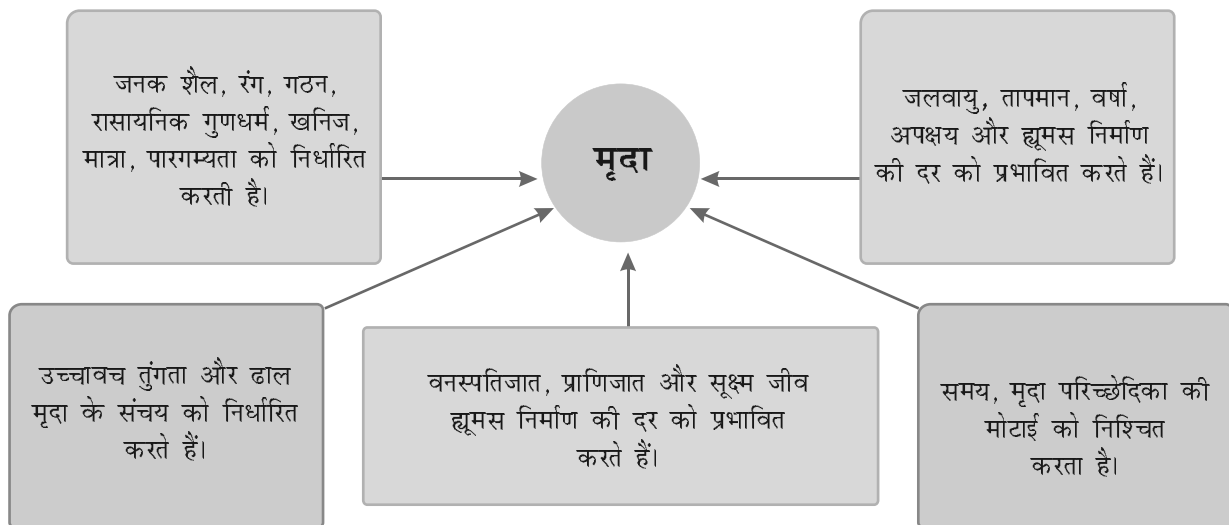 जनक शैल, रंग, गठन,
रासायनिक गुणधर्म, खनिज,
मात्रा, पारगम्यता को निर्धारित
करती है।
मृदा
जलवायु, तापमान, वर्षा,
अपक्षय और ह्यूमस निर्माण
की दर को प्रभावित करते हैं।
उच्चावच तुंगता और ढाल
मृदा के संचय को निर्धारित
करते हैं।
वनस्पतिजात, प्राणिजात और सूक्ष्म जीव
ह्यूमस निर्माण की दर को प्रभावित
करते हैं।
समय, मृदा परिच्छेदिका की
मोटाई को निश्चित
करता है।